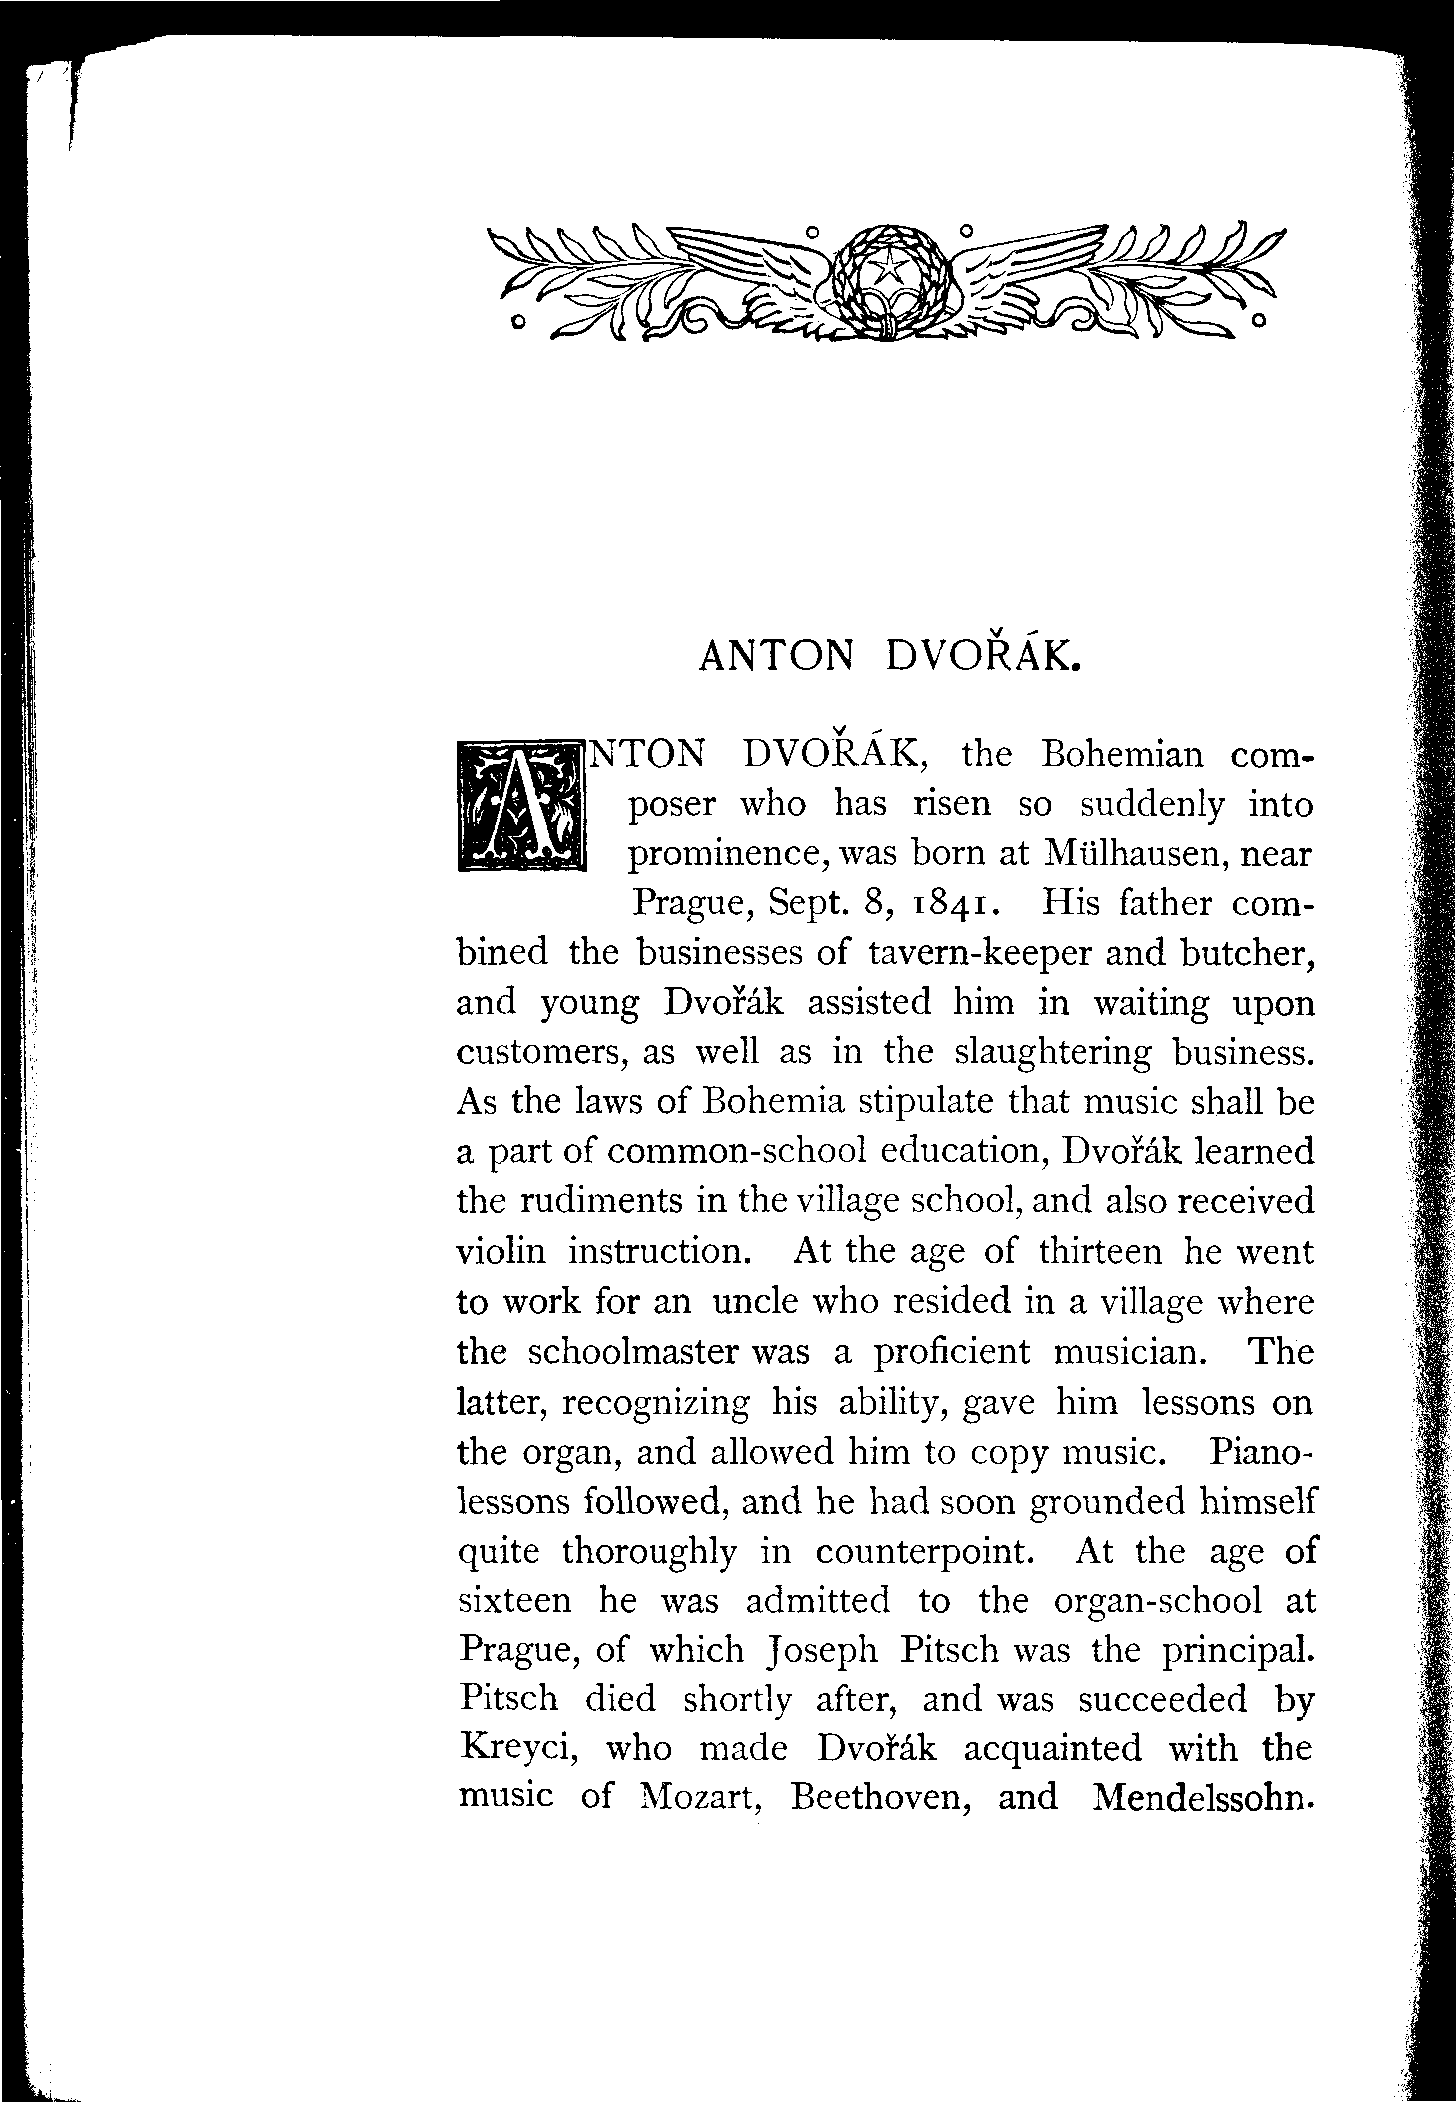 ANTON DVOŘÁK.
ANTON DVOŘÁK, the Bohemian com-
poser who has risen so suddenly into
prominence, was born at Mülhausen, near
Prague, Sept. 8, 1841. His father com-
bined the businesses of tavern-keeper and butcher,
and young Dvořák assisted him in waiting upon
customers, as well as in the slaughtering business.
As the laws of Bohemia stipulate that music shall be
a part of common-school education, Dvořák learned
the rudiments in the village school, and also received
violin instruction. At the age of thirteen he went
to work for an uncle who resided in a village where
the schoolmaster was a proficient musician. The
latter, recognizing his ability, gave him lessons on
the organ, and allowed him to copy music. Piano-
lessons followed, and he had soon grounded himself
quite thoroughly in counterpoint. At the age of
sixteen he was admitted to the organ-school at
Prague, of which Joseph Pitsch was the principal.
Pitsch died shortly after, and was succeeded by
Kreyci, who made Dvořák acquainted with the
music of Mozart, Beethoven, and Mendelssohn.